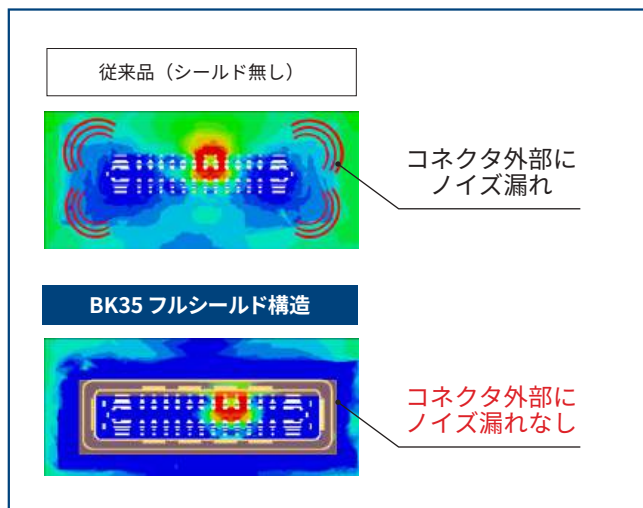 従来品（シールド無し）
コネクタ外部に
ノイズ漏れ
BK35 フルシールド構造
コネクタ外部に
ノイズ漏れなし